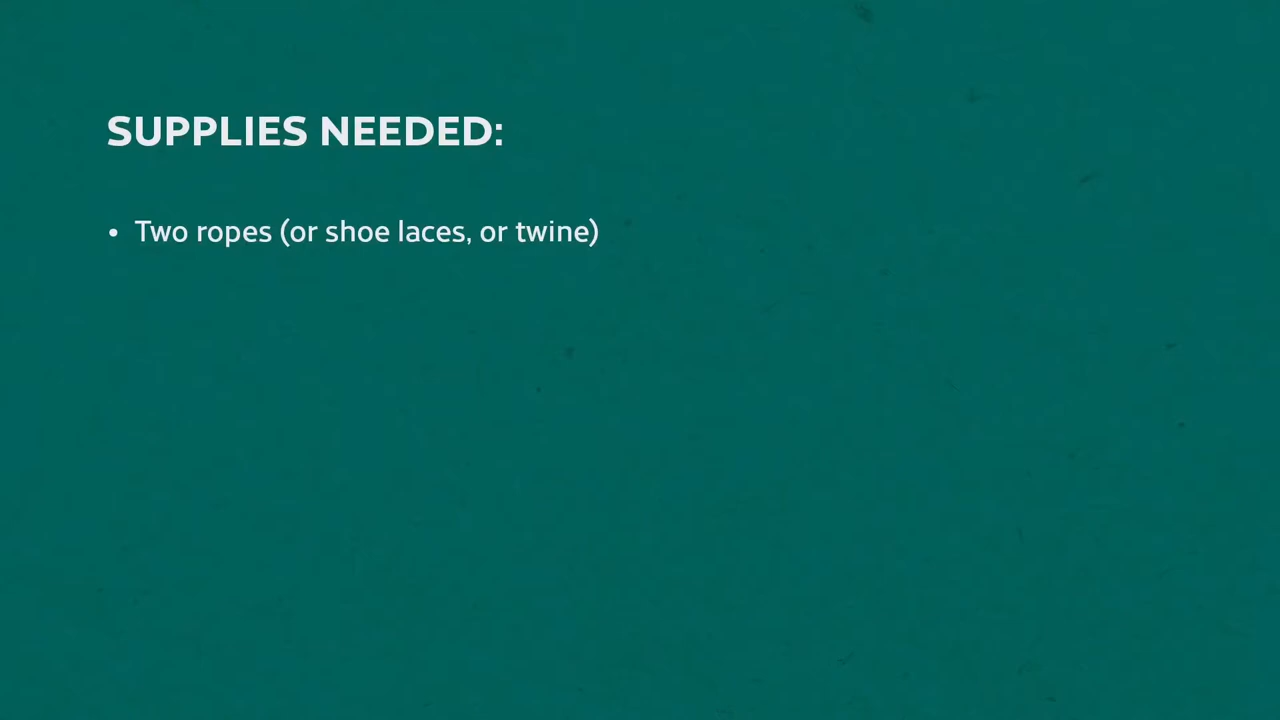 SUPPLIES NEEDED:
• Two ropes (or shoe laces, or twine)